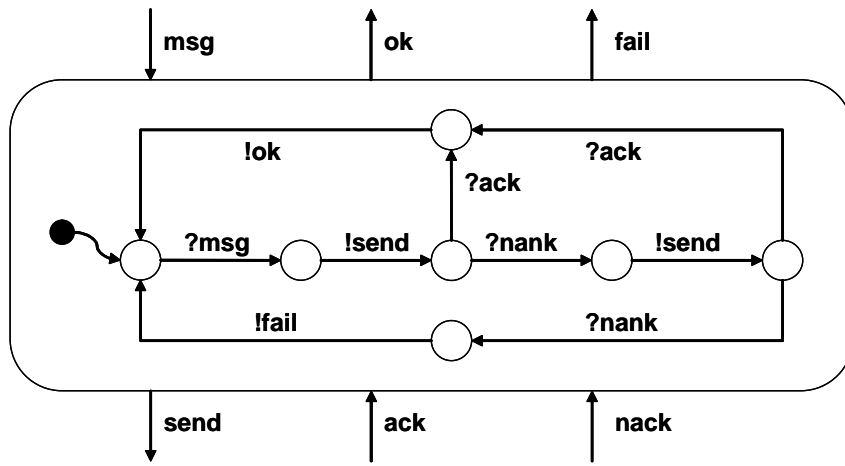 msg ok fail
!ok ?ack
?ack
?msg !send ?nank !send
!fail ?nank
send ack nack